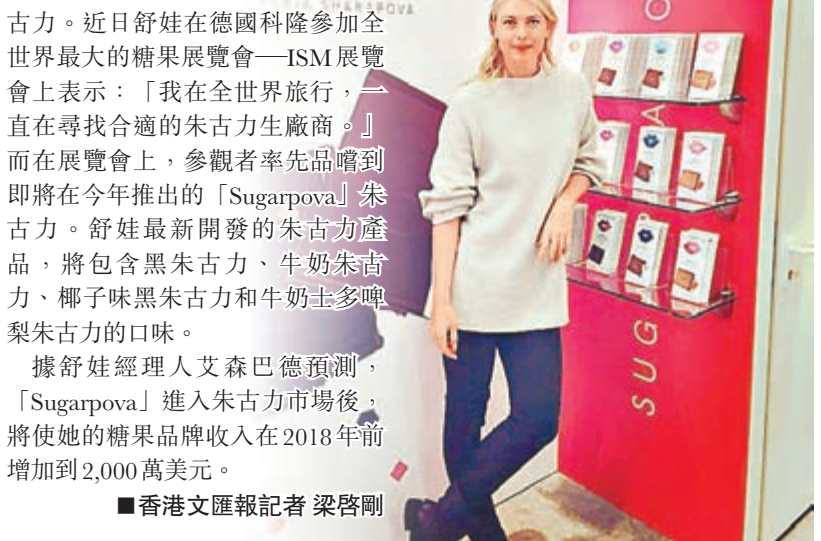 古力。近日舒娃在德國科隆參加全
世界最大的糖果展覽會──ISM展覽
會上表示：「我在全世界旅行，一
直在尋找合適的朱古力生廠商。」
而在展覽會上，參觀者率先品嚐到
即將在今年推出的「Sugarpova」朱
古力。舒娃最新開發的朱古力產
品，將包含黑朱古力、牛奶朱古
力、椰子味黑朱古力和牛奶士多啤
梨朱古力的口味。
據舒娃經理人艾森巴德預測，
「Sugarpova」進入朱古力市場後，
將使她的糖果品牌收入在2018年前
增加到2,000萬美元。
■香港文匯報記者 梁啓剛
SHARAPOVA
SUG